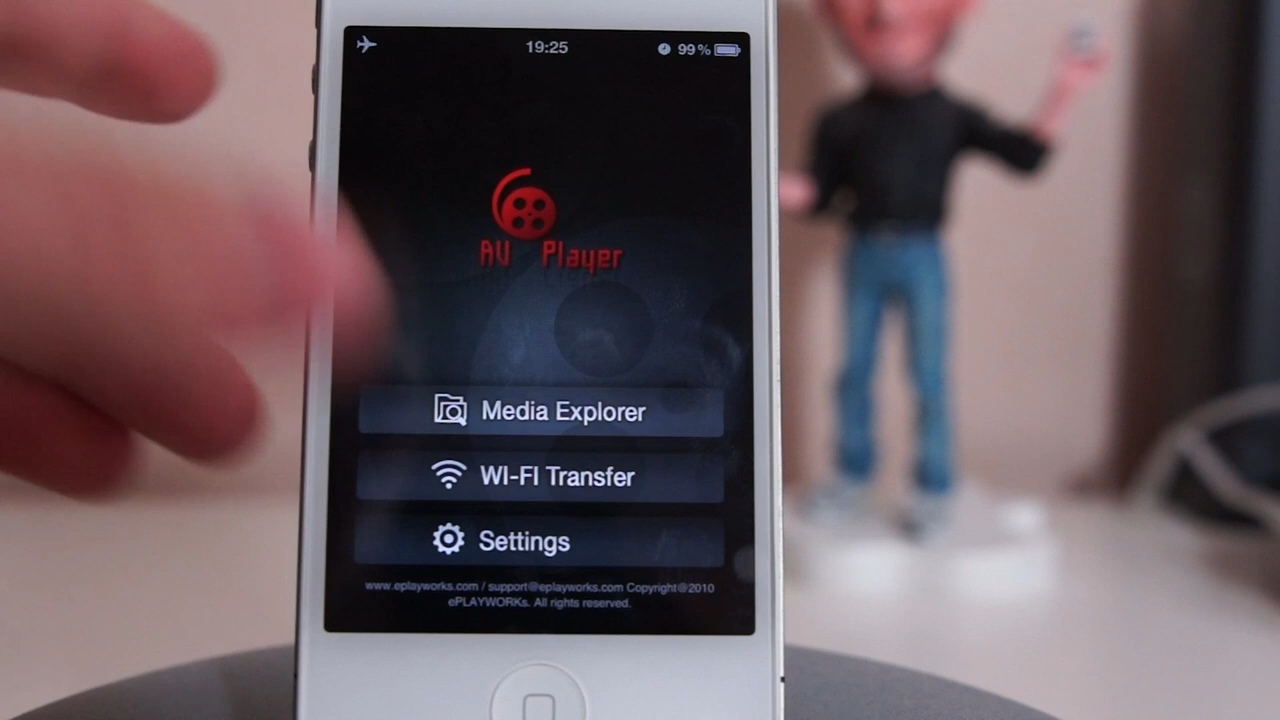 19:25 99%
AV Player
Media Explorer
WI-FI Transfer
Settings
www.eplayworks.com / support@eplayworks.com Copyright@2010
ePLAYWORKs. All rights reserved.